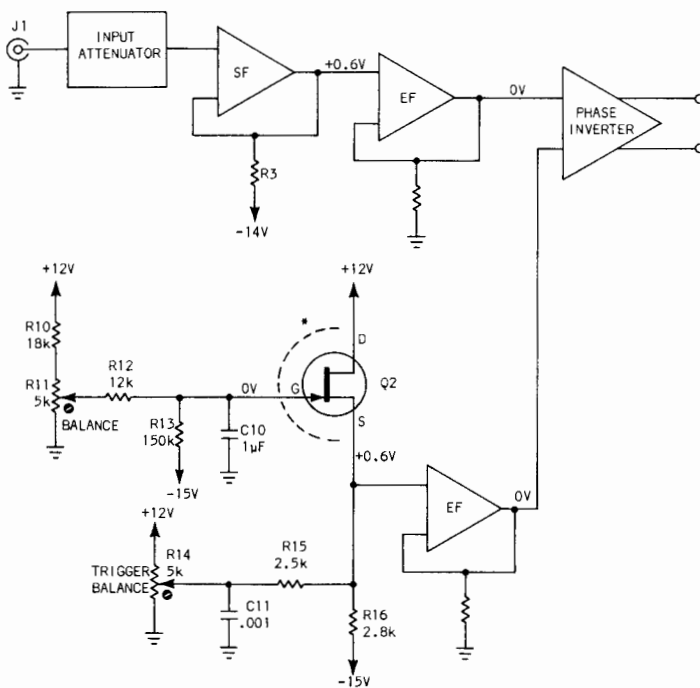 J1
INPUT
ATTENUATOR
SF
+0.6V
EF
0V
PHASE
INVERTER
R3
-14V
+12V
+12V
*
D
R10
18k
R12
12k
R11
5k
0V
G
Q2
BALANCE
R13
150k
C10
1µF
S
+0.6V
-15V
+12V
EF
0V
R14
5k
R15
2.5k
TRIGGER
BALANCE
C11
.001
R16
2.8k
-15V